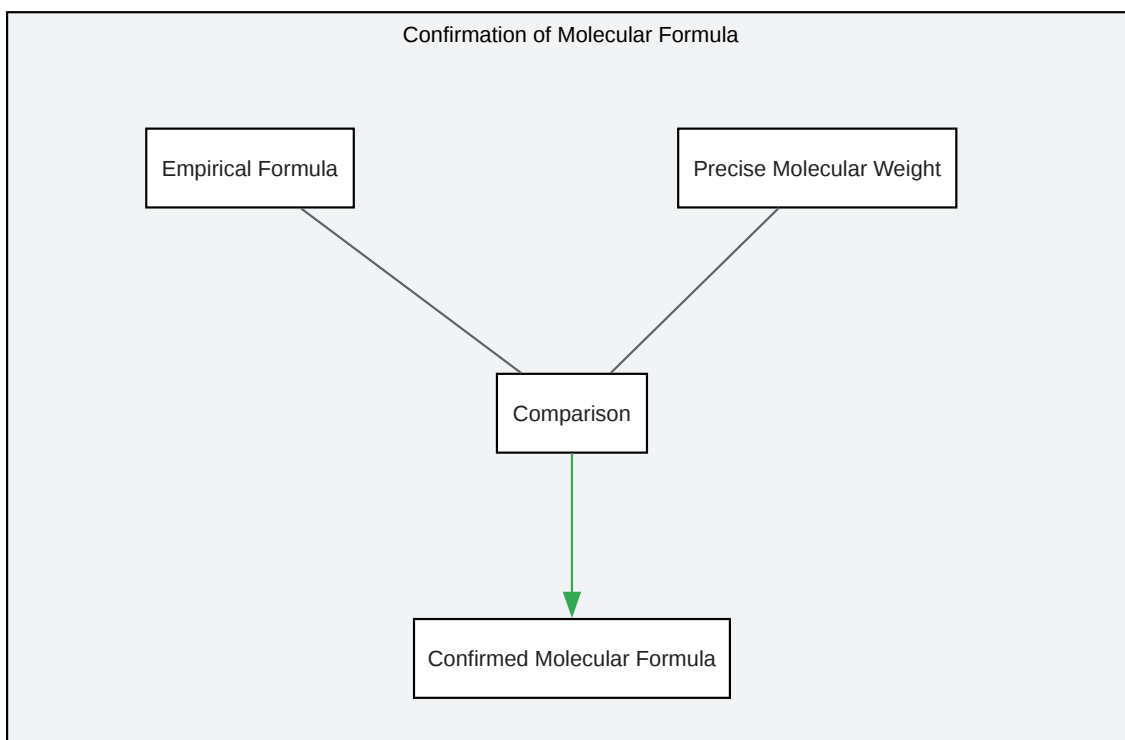 Confirmation of Molecular Formula
Empirical Formula
Precise Molecular Weight
Comparison
Confirmed Molecular Formula